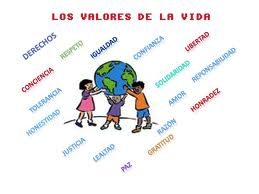 LOS VALORES DE LA VIDA
DERECHOS
RESPETO
IGUALDAD
CONFIANZA
LIBERTAD
CONCIENCIA
SOLIDARIDAD
REPONSABILIDAD
TOLERANCIA
AMOR
HONRADEZ
HONESTIDAD
JUSTICIA
LEALTAD
RAZÓN
GRATITUD
PAZ